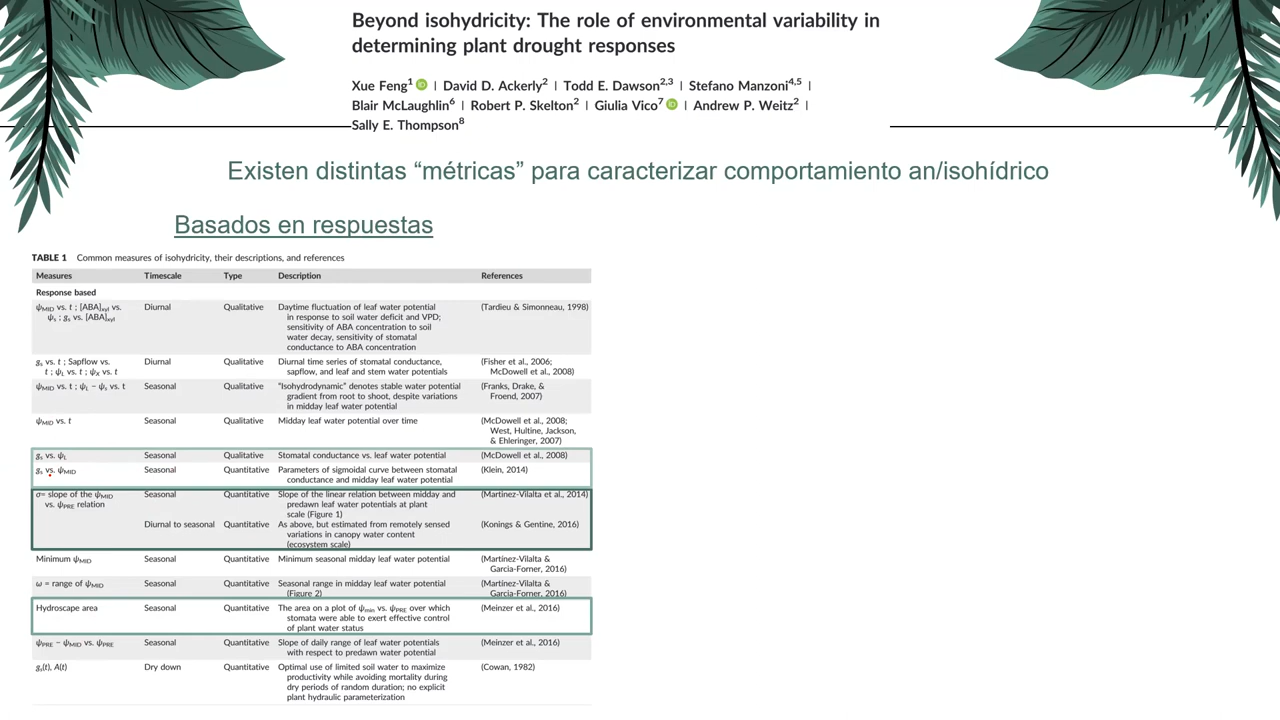 Beyond isohydricity: The role of environmental variability in
determining plant drought responses
Xue Feng1 | David D. Ackerly2 | Todd E. Dawson2,3 | Stefano Manzoni4,5 |
Blair McLaughlin6 | Robert P. Skelton2 | Giulia Vico7 | Andrew P. Weitz2 |
Sally E. Thompson8
Existen distintas “métricas” para caracterizar comportamiento an/isohídrico
Basados en respuestas
TABLE 1 Common measures of isohydricity, their descriptions, and references
Measures Timescale Type Description References
Response based
ψMID vs. t ; [ABA]xyl vs. Diurnal Qualitative Daytime fluctuation of leaf water potential (Tardieu & Simonneau, 1998)
ψs ; gs vs. [ABA]xyl in response to soil water deficit and VPD;
sensitivity of ABA concentration to soil
water decay, sensitivity of stomatal
conductance to ABA concentration
gs vs. t ; Sapflow vs. Diurnal Qualitative Diurnal time series of stomatal conductance, (Fisher et al., 2006;
t ; ψL vs. t ; ψX vs. t sapflow, and leaf and stem water potentials McDowell et al., 2008)
ψMID vs. t ; ψL − ψs vs. t Seasonal Qualitative “Isohydrodynamic” denotes stable water potential (Franks, Drake, &
gradient from root to shoot, despite variations Froend, 2007)
in midday leaf water potential
ψMID vs. t Seasonal Qualitative Midday leaf water potential over time (McDowell et al., 2008;
West, Hultine, Jackson,
& Ehleringer, 2007)
gs vs. ψL Seasonal Qualitative Stomatal conductance vs. leaf water potential (McDowell et al., 2008)
gs vs. ψMID Seasonal Quantitative Parameters of sigmoidal curve between stomatal (Klein, 2014)
conductance and midday leaf water potential
σ= slope of the ψMID Seasonal Quantitative Slope of the linear relation between midday and (Martínez-Vilalta et al., 2014)
vs. ψPRE relation predawn leaf water potentials at plant
scale (Figure 1)
Diurnal to seasonal Quantitative As above, but estimated from remotely sensed (Konings & Gentine, 2016)
variations in canopy water content
(ecosystem scale)
Minimum ψMID Seasonal Quantitative Minimum seasonal midday leaf water potential (Martínez-Vilalta &
Garcia-Forner, 2016)
ω = range of ψMID Seasonal Quantitative Seasonal range in midday leaf water potential (Martínez-Vilalta &
(Figure 2) Garcia-Forner, 2016)
Hydroscape area Seasonal Quantitative The area on a plot of ψmin vs. ψPRE over which (Meinzer et al., 2016)
stomata were able to exert effective control
of plant water status
ψPRE − ψMID vs. ψPRE Seasonal Quantitative Slope of daily range of leaf water potentials (Meinzer et al., 2016)
with respect to predawn water potential
gs(t), A(t) Dry down Quantitative Optimal use of limited soil water to maximize (Cowan, 1982)
productivity while avoiding mortality during
dry periods of random duration; no explicit
plant hydraulic parameterization